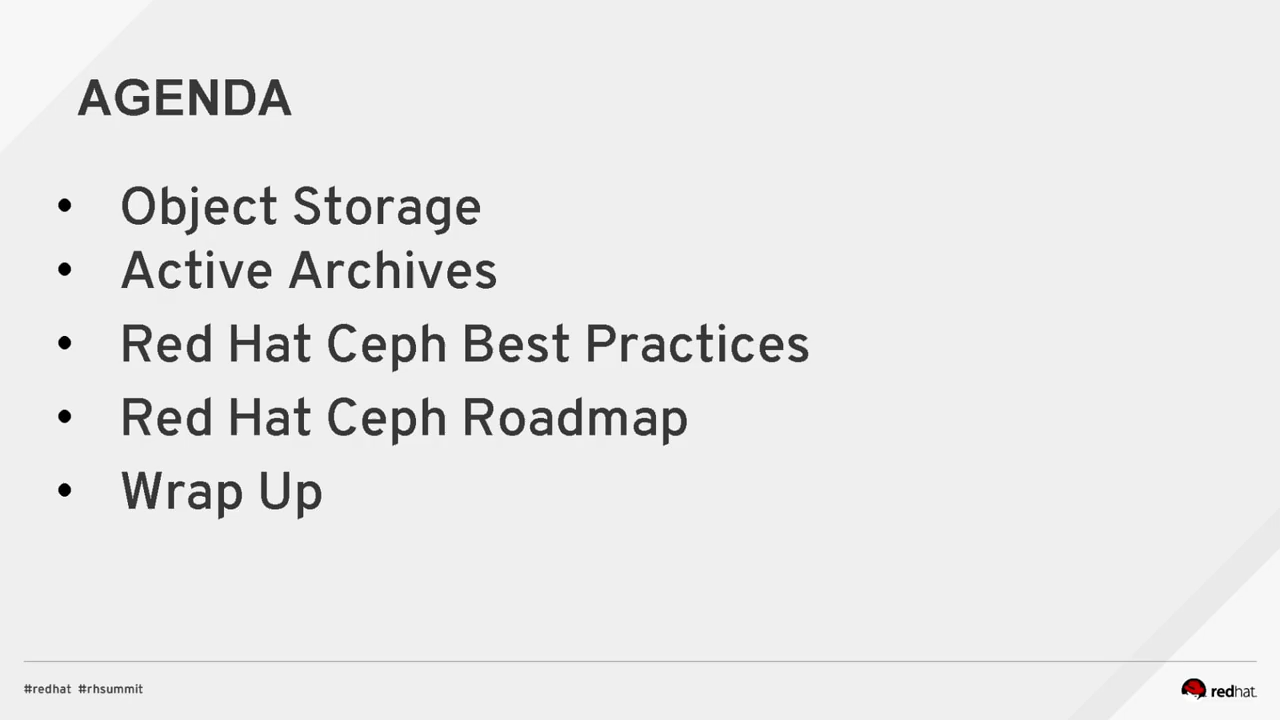 AGENDA
• Object Storage
• Active Archives
• Red Hat Ceph Best Practices
• Red Hat Ceph Roadmap
• Wrap Up
#redhat #rhsummit
redhat.